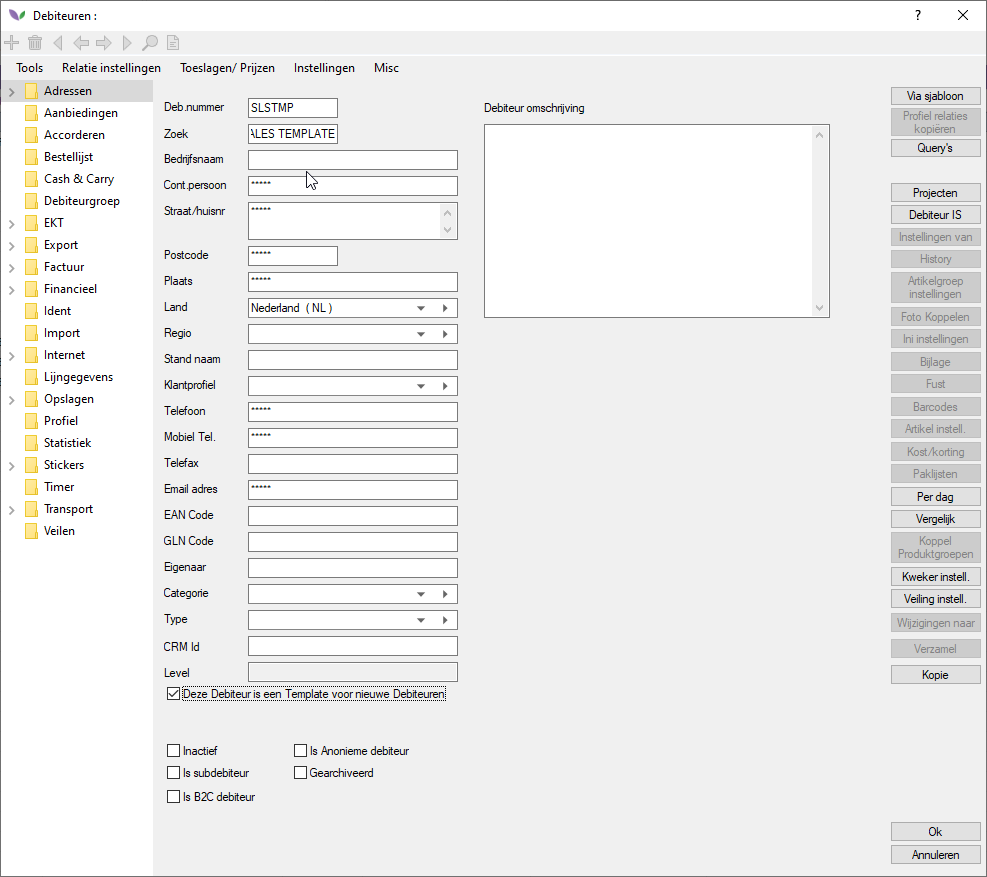 Debiteuren :
?
Tools Relatie instellingen Toeslagen/ Prijzen Instellingen Misc
Adressen
Aanbiedingen
Accorderen
Bestellijst
Cash & Carry
Debiteurgroep
EKT
Export
Factuur
Financieel
Ident
Import
Internet
Lijngegevens
Opslagen
Profiel
Statistiek
Stickers
Timer
Transport
Veilen
Deb.nummer SLSTMP
Zoek ALES TEMPLATE
Bedrijfsnaam
Cont.persoon *****
Straat/huisnr *****
Postcode *****
Plaats *****
Land Nederland ( NL )
Regio
Stand naam
Klantprofiel
Telefoon *****
Mobiel Tel. *****
Telefax
Email adres *****
EAN Code
GLN Code
Eigenaar
Categorie
Type
CRM Id
Level
Deze Debiteur is een Template voor nieuwe Debiteuren
Inactief Is Anonieme debiteur
Is subdebiteur Gearchiveerd
Is B2C debiteur
Debiteur omschrijving
Via sjabloon
Profiel relaties
kopiëren
Query's
Projecten
Debiteur IS
Instellingen van
History
Artikelgroep
instellingen
Foto Koppelen
Ini instellingen
Bijlage
Fust
Barcodes
Artikel instell.
Kost/korting
Paklijsten
Per dag
Vergelijk
Koppel
Produktgroepen
Kweker instell.
Veiling instell.
Wijzigingen naar
Verzamel
Kopie
Ok
Annuleren